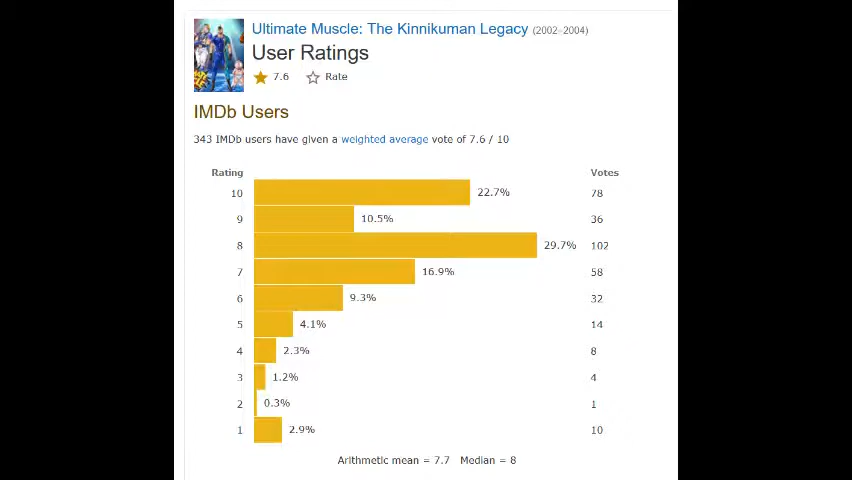 Ultimate Muscle: The Kinnikuman Legacy (2002–2004)
User Ratings
7.6 Rate
IMDb Users
343 IMDb users have given a weighted average vote of 7.6 / 10
Rating Votes
10 22.7% 78
9 10.5% 36
8 29.7% 102
7 16.9% 58
6 9.3% 32
5 4.1% 14
4 2.3% 8
3 1.2% 4
2 0.3% 1
1 2.9% 10
Arithmetic mean = 7.7 Median = 8